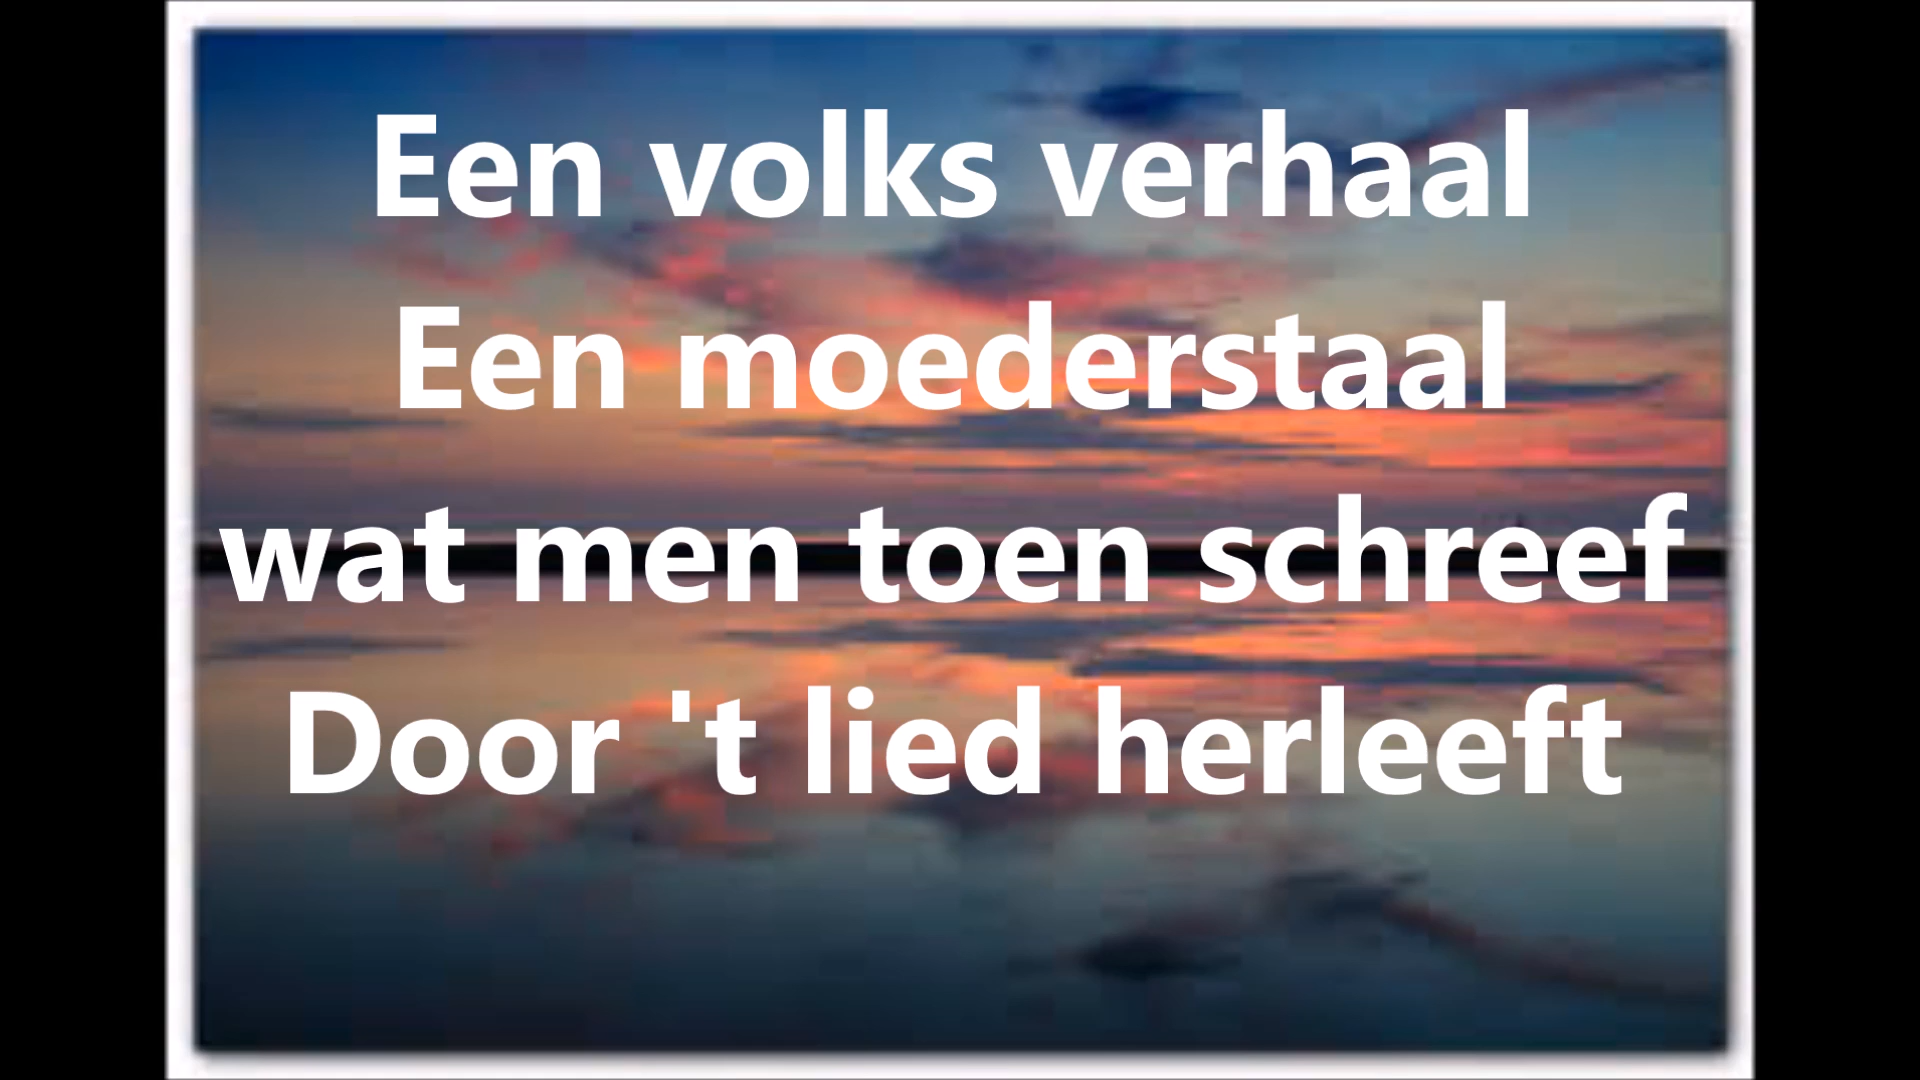 Een volks verhaal
Een moederstaal
wat men toen schreef
Door 't lied herleeft